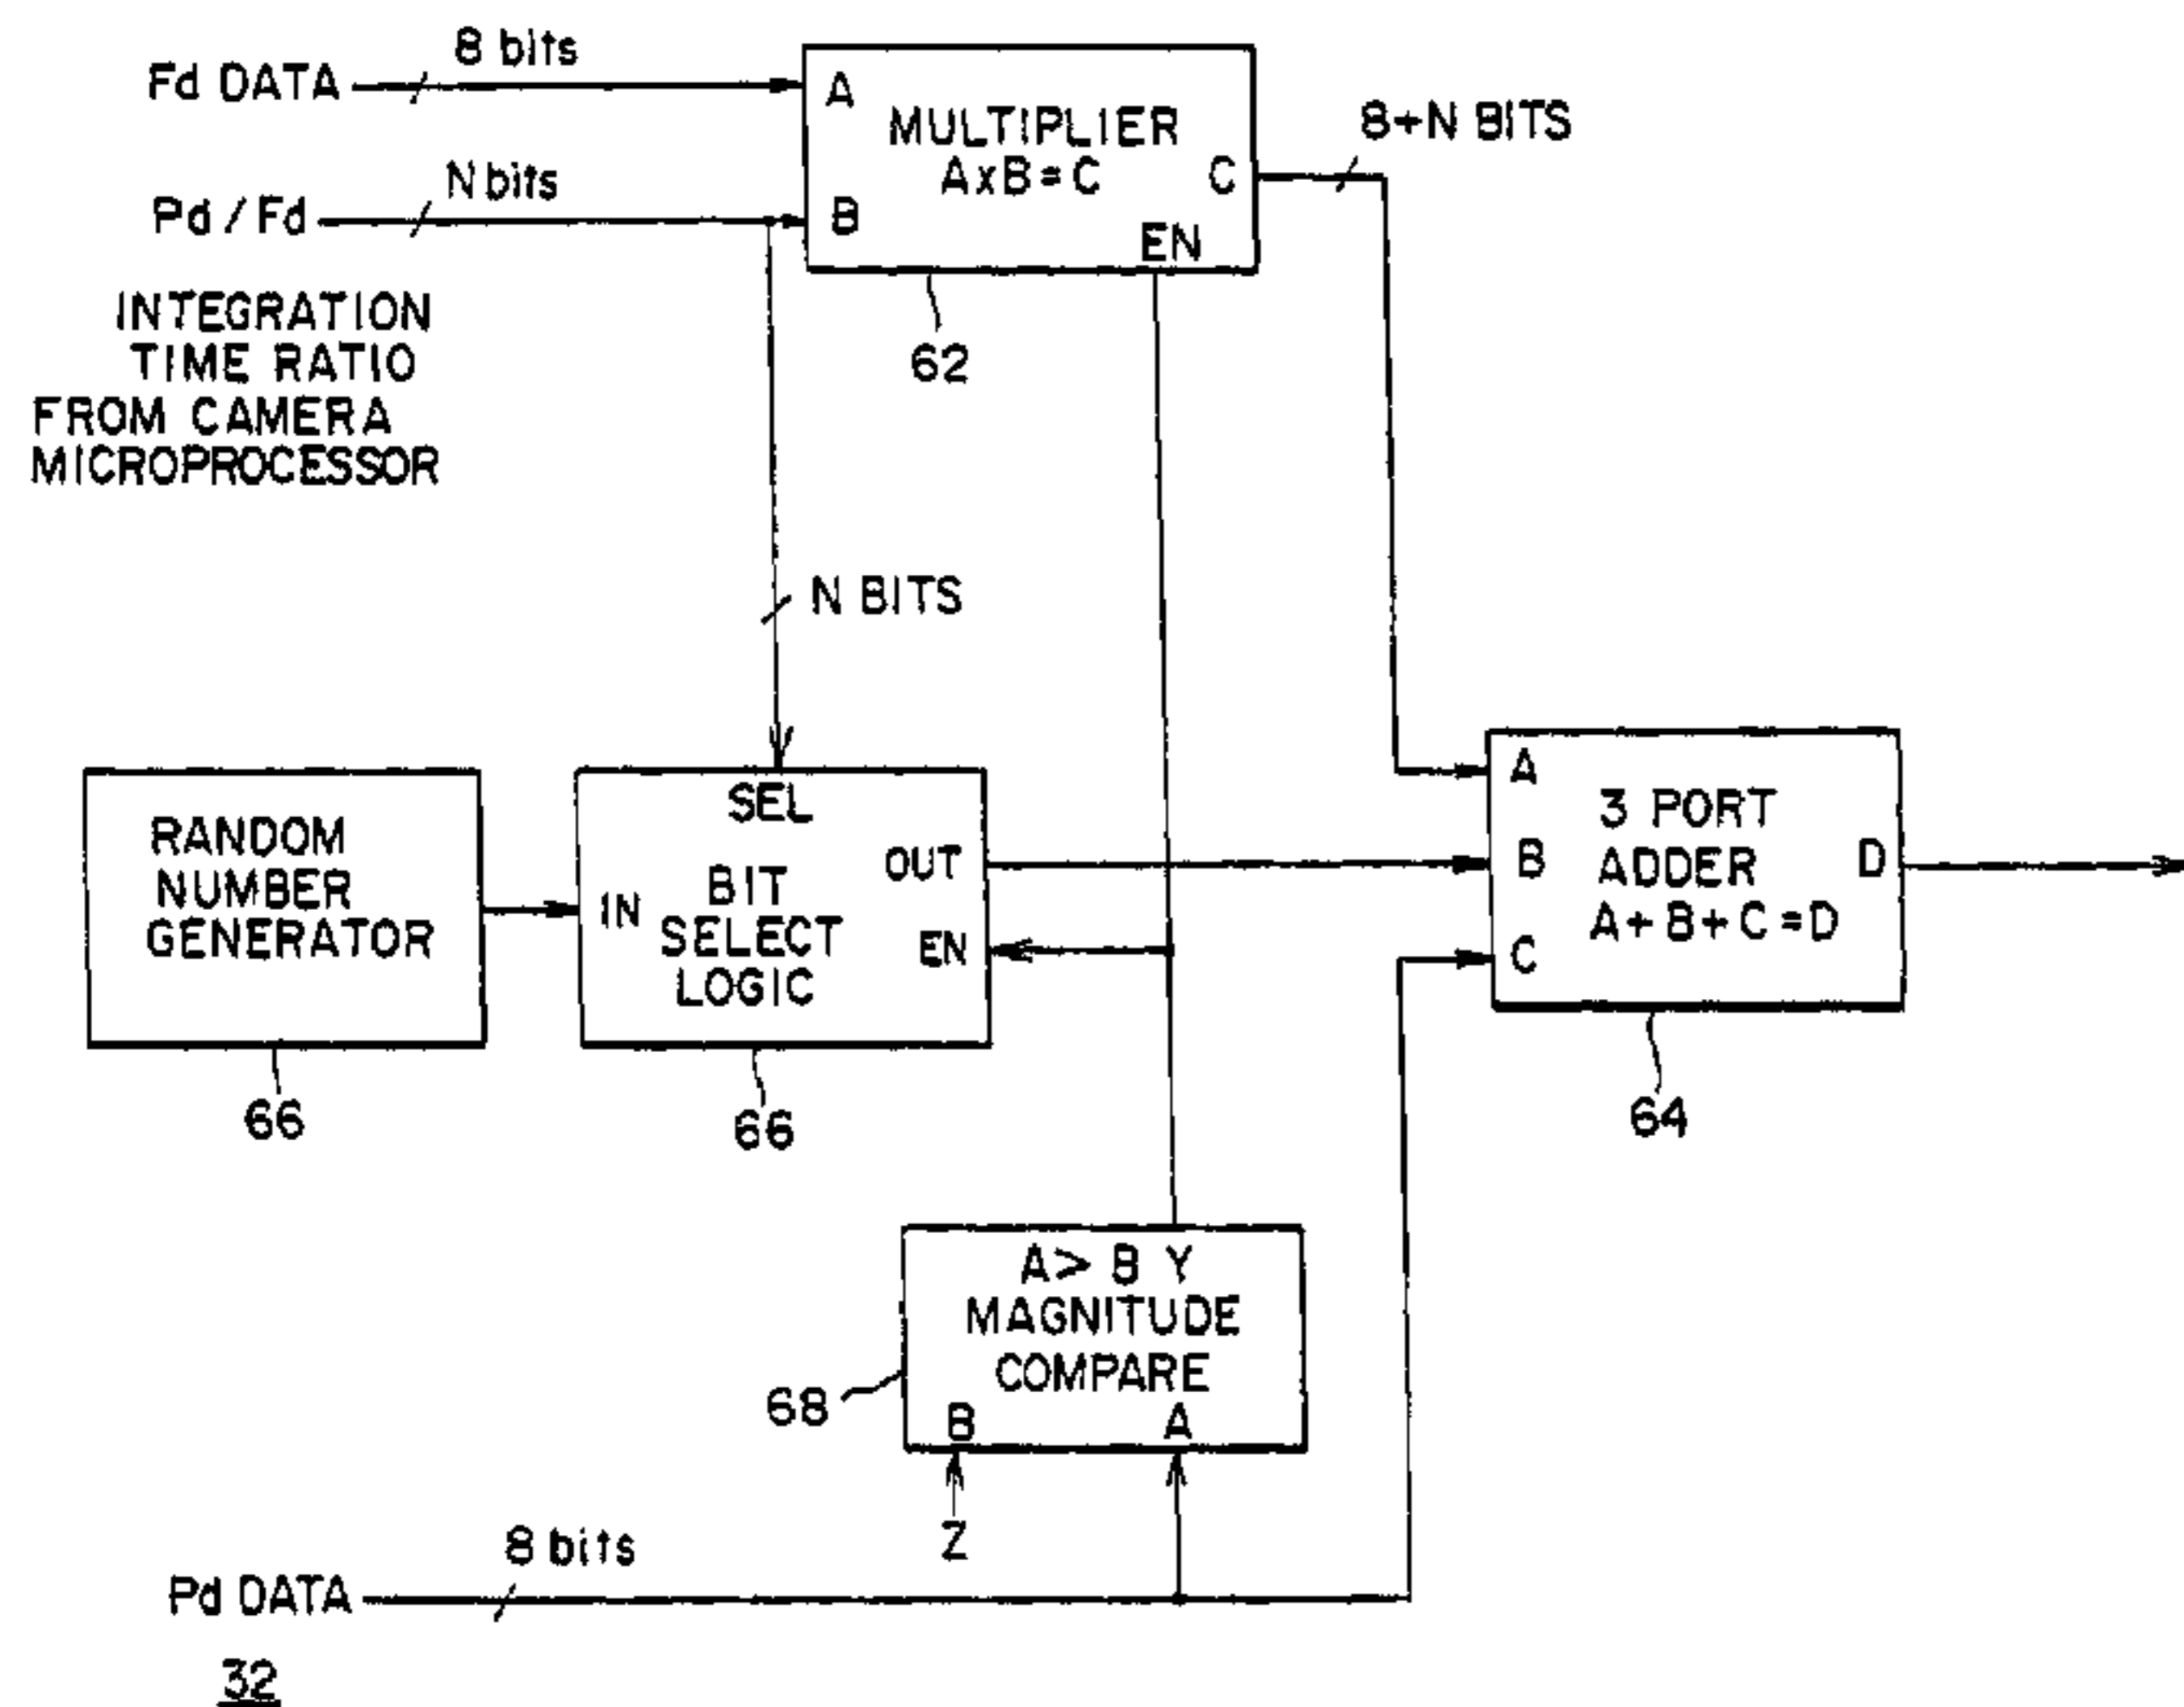 Fd DATA
8 bits
Pd / Fd
N bits
INTEGRATION
TIME RATIO
FROM CAMERA
MICROPROCESSOR
A
MULTIPLIER
AxB=C
C
B
EN
8+N BITS
62
N BITS
RANDOM
NUMBER
GENERATOR
66
SEL
OUT
IN
BIT
SELECT
LOGIC
EN
66
A
3 PORT
B
ADDER
D
A+B+C=D
C
64
A> B Y
MAGNITUDE
COMPARE
68
B
A
Z
8 bits
Pd DATA
32